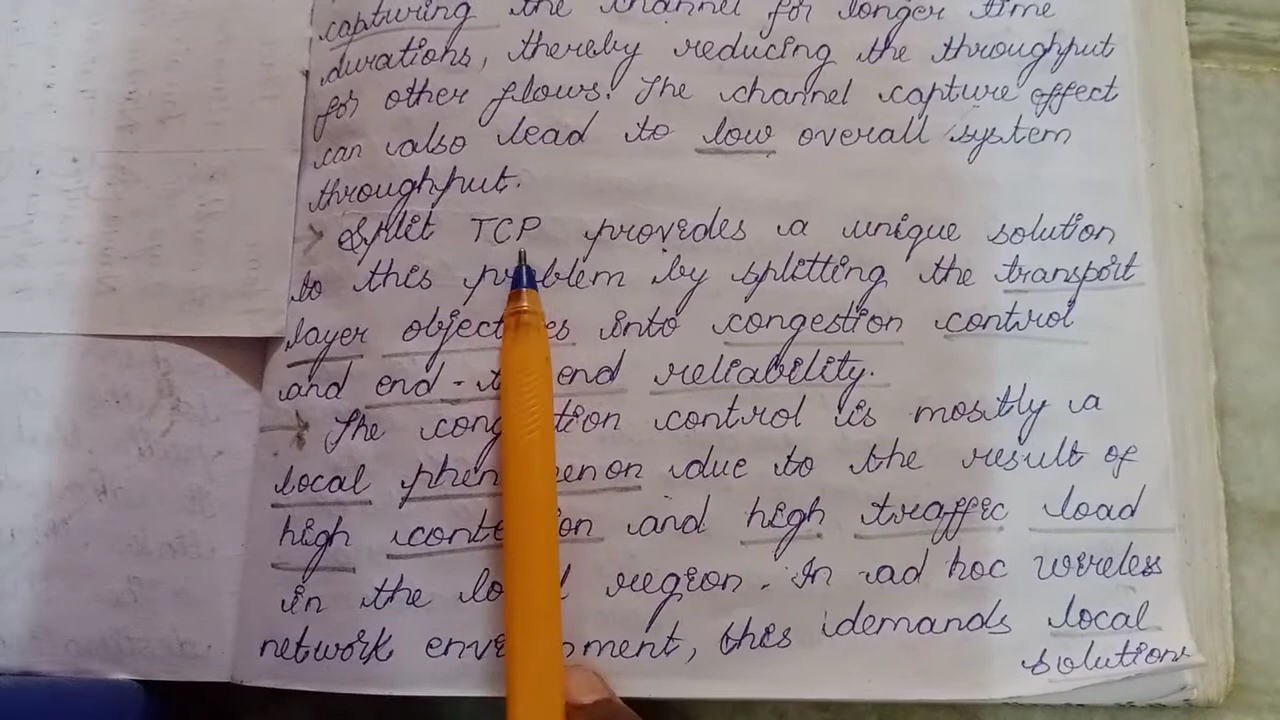 capturing the channel for longer time
durations, thereby reducing the throughput
for other flows. The channel capture effect
can also lead to low overall system
throughput.
→ Split TCP provides a unique solution
to this problem by splitting the transport
layer objectives into congestion control
and end-to end reliability.
→ The congestion control is mostly a
local phenomenon due to the result of
high contention and high traffic load
in the local region. In ad hoc wireless
network environment, this demands local
solutions